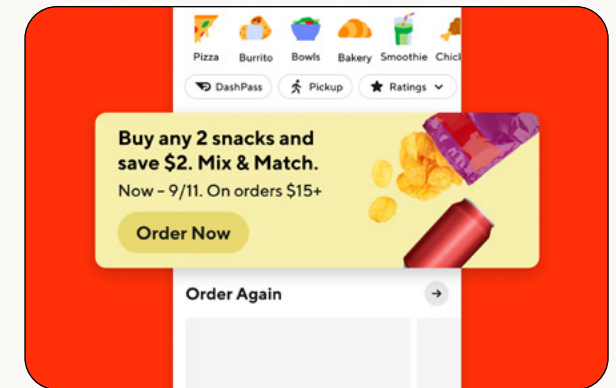 Pizza Burrito Bowls Bakery Smoothie
DashPass Pickup Ratings
Buy any 2 snacks and
save $2. Mix & Match.
Now – 9/11. On orders $15+
Order Now
Order Again